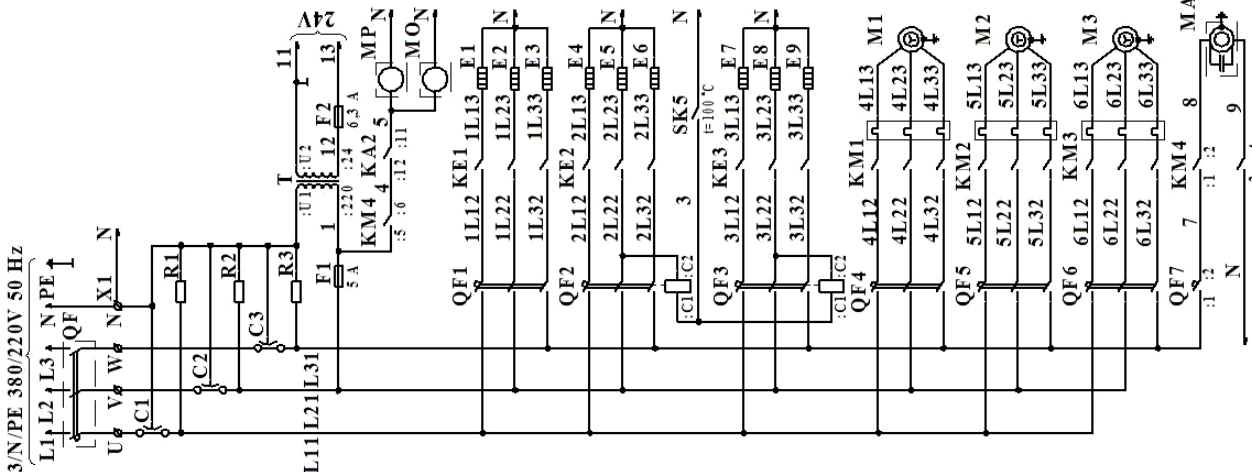 3/N/PE 380/220V 50 Hz
L1 L2 L3 N PE
QF
U V W N X1 N
C1 C2 C3
R1
R2
R3
L11 L21 L31
F1
5 A
1
T
:U1 :U2
:220 :24
11
12 F2 13
6,3 A
24V
KM4 4 KA2 5
:5 :6 :12 :11
MP N
MO N
QF1 KE1
1L12 1L13 E1 N
1L22 1L23 E2
1L32 1L33 E3
QF2 KE2
2L12 2L13 E4 N
2L22 2L23 E5
2L32 2L33 E6
:C1 :C2
3 SK5 N
t=100 °C
QF3 KE3
3L12 3L13 E7 N
3L22 3L23 E8
3L32 3L33 E9
:C1 :C2
QF4 KM1 M1
4L12 4L13
4L22 4L23
4L32 4L33
QF5 KM2 M2
5L12 5L13
5L22 5L23
5L32 5L33
QF6 KM3 M3
6L12 6L13
6L22 6L23
6L32 6L33
QF7 7 KM4 8
:1 :2 :1 :2
N 9